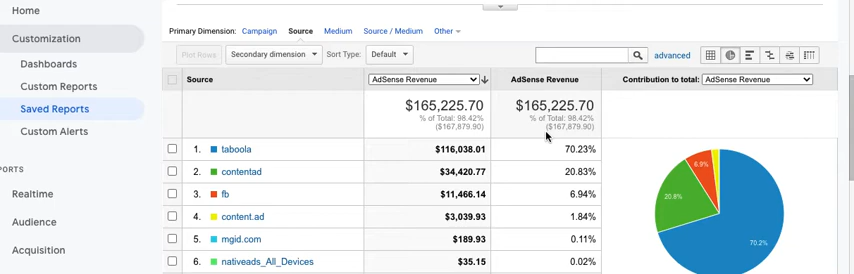 Home
Customization
Dashboards
Custom Reports
Saved Reports
Custom Alerts
PORTS
Realtime
Audience
Acquisition
Primary Dimension: Campaign Source Medium Source / Medium Other
Plot Rows Secondary dimension Sort Type: Default advanced
Source AdSense Revenue AdSense Revenue Contribution to total: AdSense Revenue
$165,225.70 $165,225.70
% of Total: 98.42% % of Total: 98.42%
($167,879.90) ($167,879.90)
1. taboola $116,038.01 70.23%
2. contentad $34,420.77 20.83%
3. fb $11,466.14 6.94%
4. content.ad $3,039.93 1.84%
5. mgid.com $189.93 0.11%
6. nativeads_All_Devices $35.15 0.02%
6.9%
20.8%
70.2%